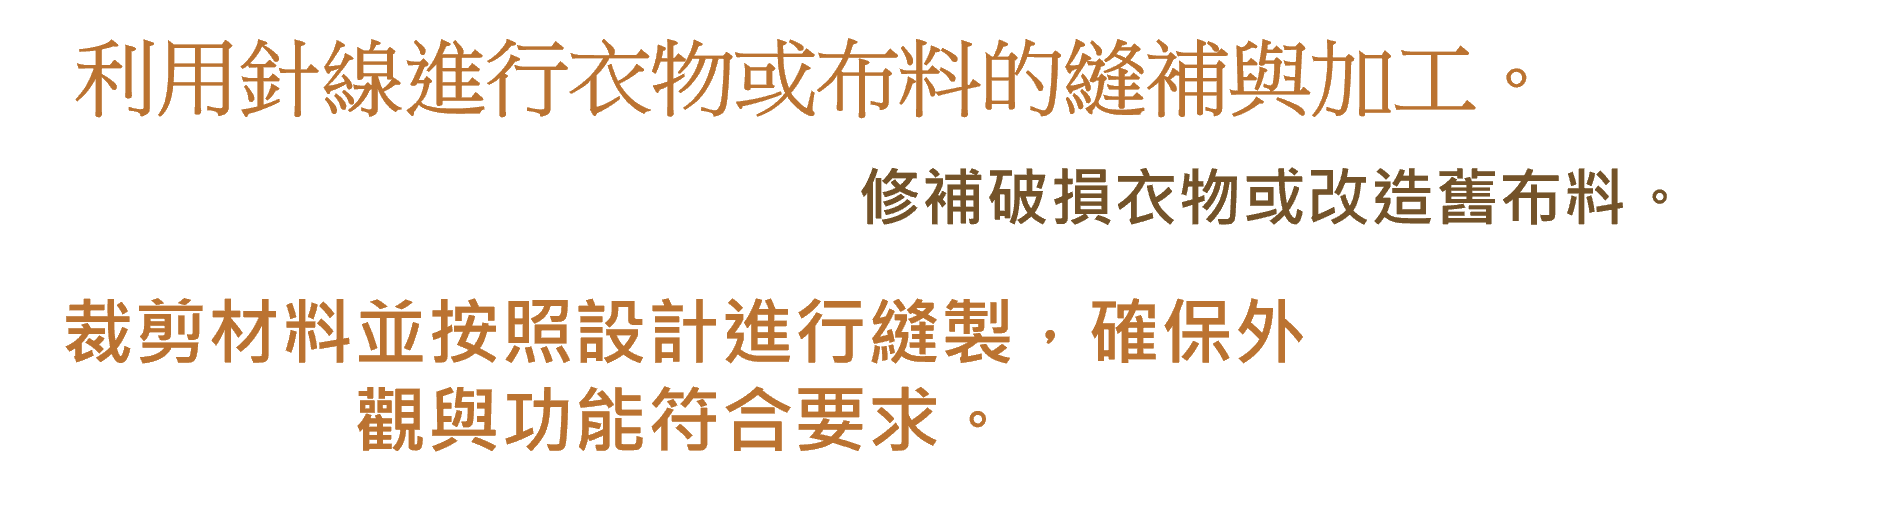 利用針線進行衣物或布料的縫補與加工。
修補破損衣物或改造舊布料。
裁剪材料並按照設計進行縫製，確保外
觀與功能符合要求。